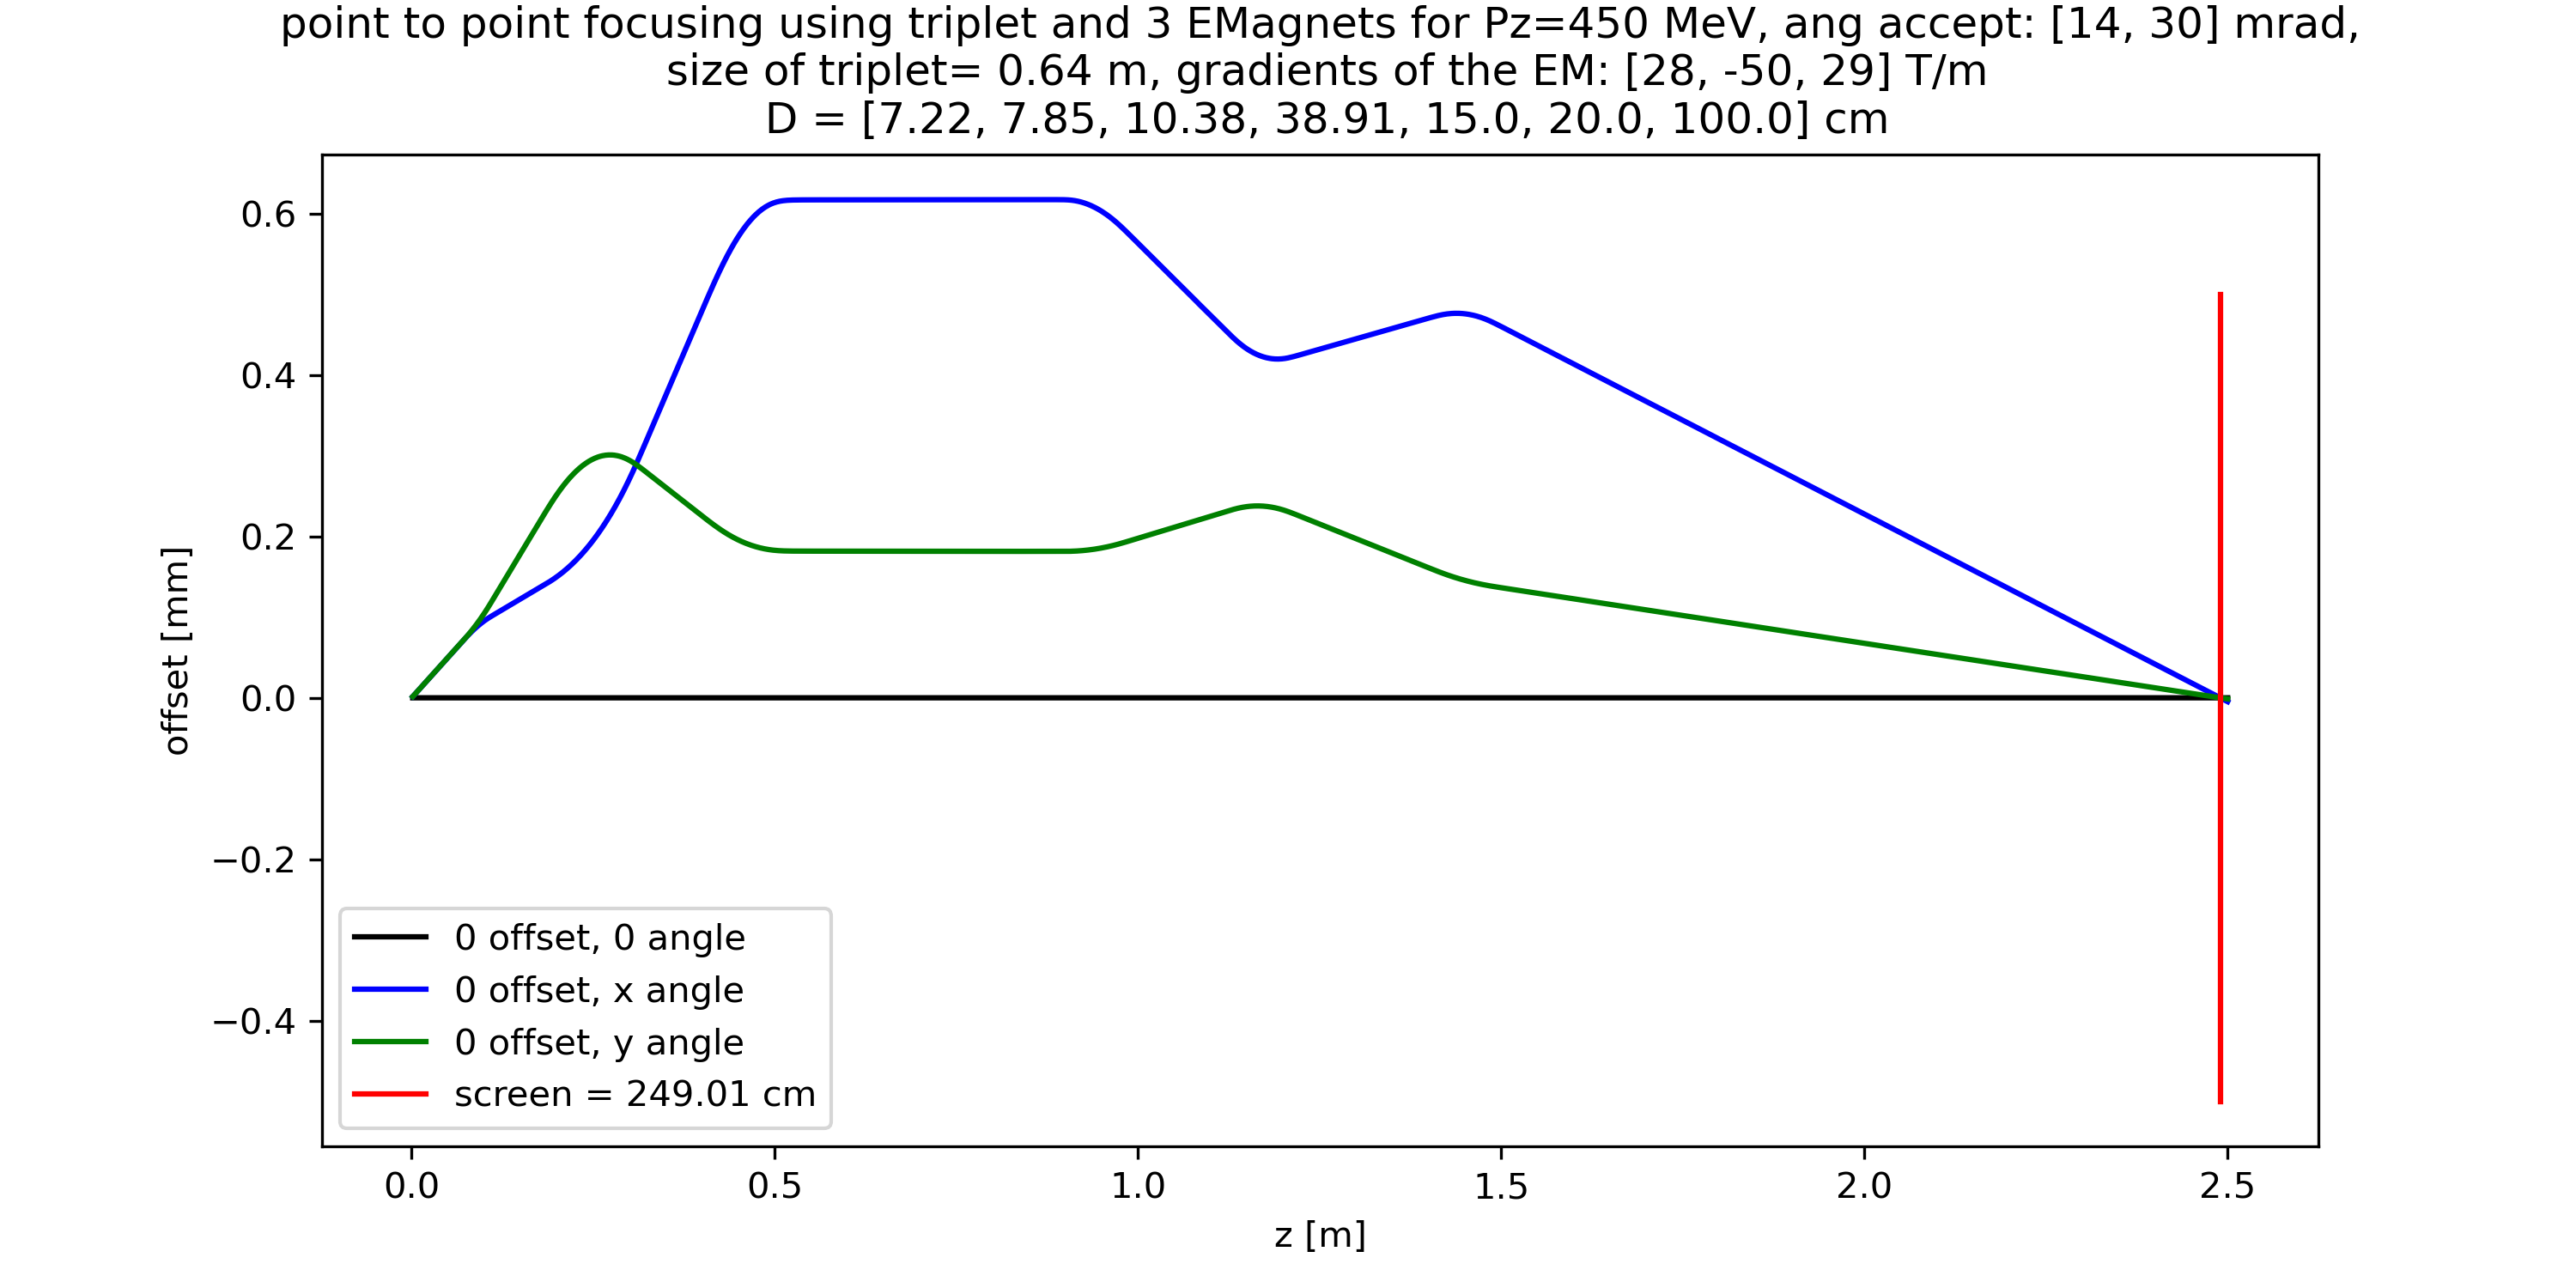 point to point focusing using triplet and 3 EMagnets for Pz=450 MeV, ang accept: [14, 30] mrad,
size of triplet= 0.64 m, gradients of the EM: [28, -50, 29] T/m
D = [7.22, 7.85, 10.38, 38.91, 15.0, 20.0, 100.0] cm
0.6
0.4
0.2
0.0
−0.2
−0.4
offset [mm]
0 offset, 0 angle
0 offset, x angle
0 offset, y angle
screen = 249.01 cm
0.0 0.5 1.0 1.5 2.0 2.5
z [m]